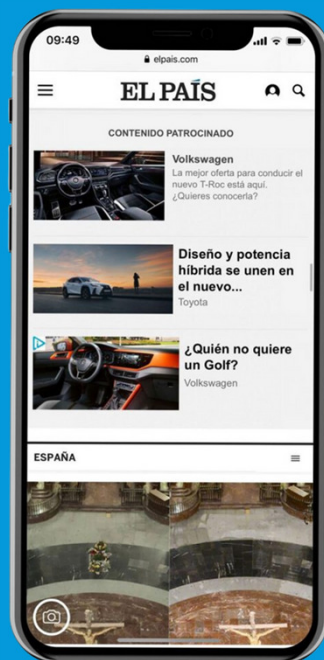 09:49
elpais.com
EL PAÍS
CONTENIDO PATROCINADO
Volkswagen
La mejor oferta para conducir el
nuevo T-Roc está aquí.
¿Quieres conocerla?
Diseño y potencia
híbrida se unen en
el nuevo...
Toyota
¿Quién no quiere
un Golf?
Volkswagen
ESPAÑA